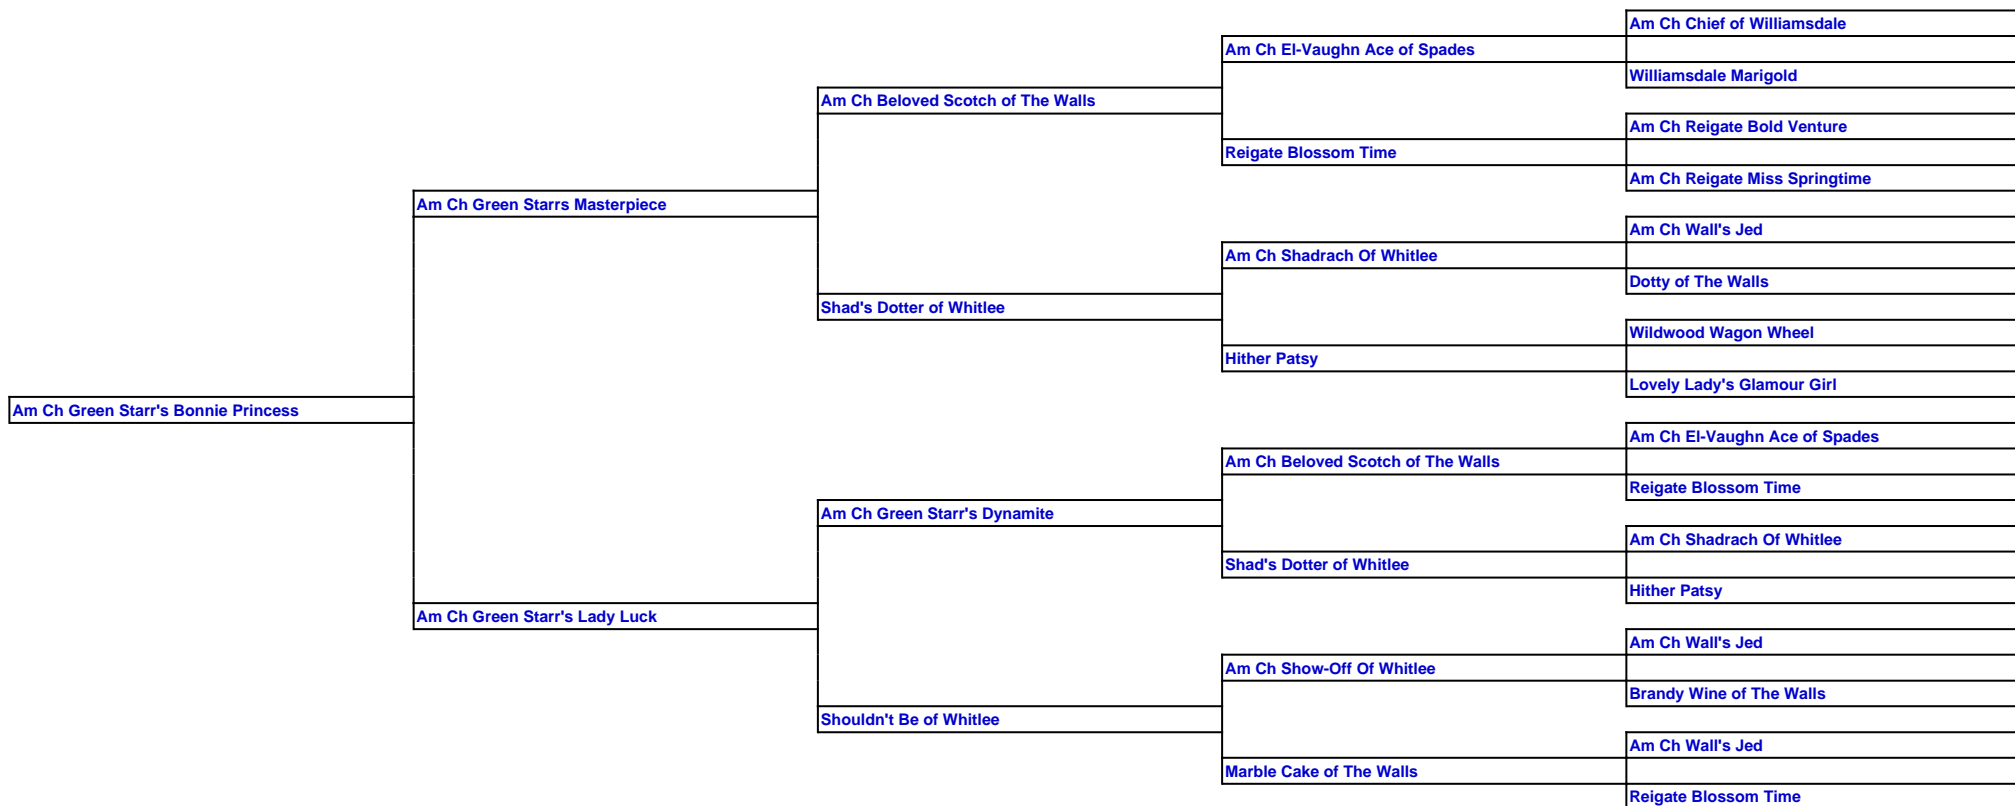 Am Ch Chief of Williamsdale
Am Ch El-Vaughn Ace of Spades
Williamsdale Marigold
Am Ch Beloved Scotch of The Walls
Am Ch Reigate Bold Venture
Reigate Blossom Time
Am Ch Reigate Miss Springtime
Am Ch Green Starrs Masterpiece
Am Ch Wall's Jed
Am Ch Shadrach Of Whitlee
Dotty of The Walls
Shad's Dotter of Whitlee
Wildwood Wagon Wheel
Hither Patsy
Lovely Lady's Glamour Girl
Am Ch Green Starr's Bonnie Princess
Am Ch El-Vaughn Ace of Spades
Am Ch Beloved Scotch of The Walls
Reigate Blossom Time
Am Ch Green Starr's Dynamite
Am Ch Shadrach Of Whitlee
Shad's Dotter of Whitlee
Hither Patsy
Am Ch Green Starr's Lady Luck
Am Ch Wall's Jed
Am Ch Show-Off Of Whitlee
Brandy Wine of The Walls
Shouldn't Be of Whitlee
Am Ch Wall's Jed
Marble Cake of The Walls
Reigate Blossom Time